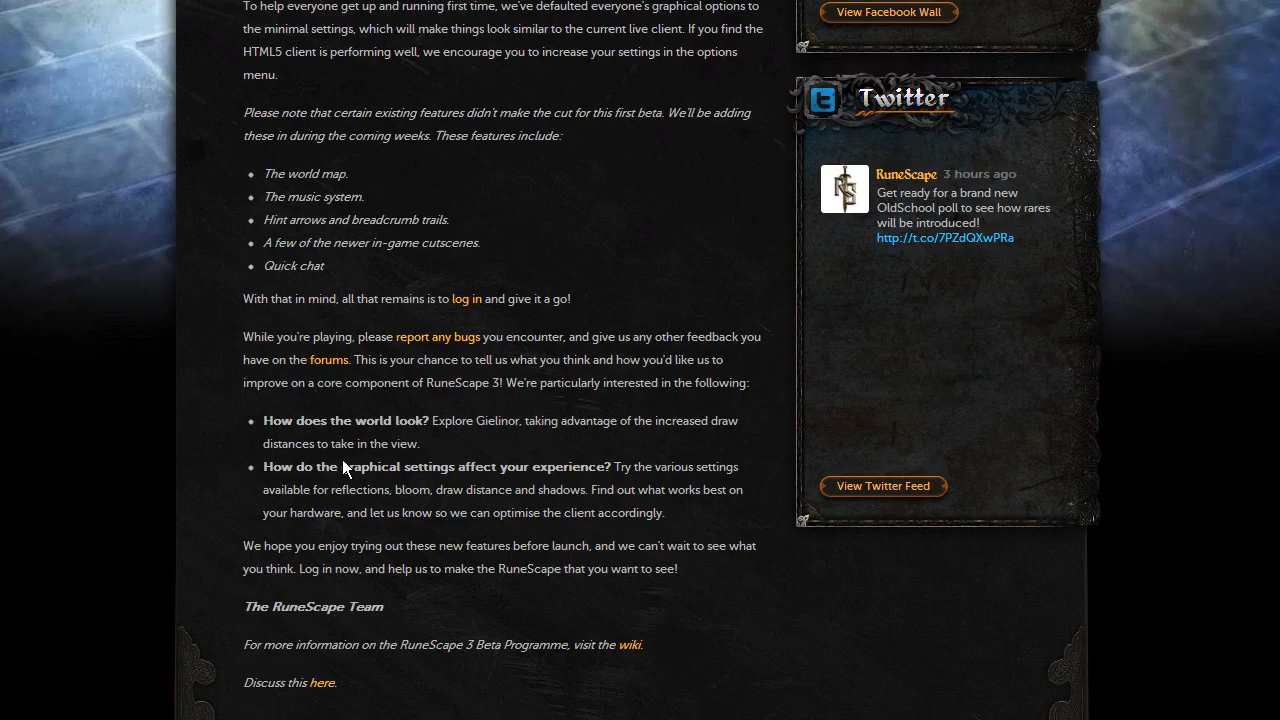 To help everyone get up and running first time, we've defaulted everyone's graphical options to
the minimal settings, which will make things look similar to the current live client. If you find the
HTML5 client is performing well, we encourage you to increase your settings in the options
menu.
Please note that certain existing features didn't make the cut for this first beta. We'll be adding
these in during the coming weeks. These features include:
The world map.
The music system.
Hint arrows and breadcrumb trails.
A few of the newer in-game cutscenes.
Quick chat
With that in mind, all that remains is to log in and give it a go!
While you're playing, please report any bugs you encounter, and give us any other feedback you
have on the forums. This is your chance to tell us what you think and how you'd like us to
improve on a core component of RuneScape 3! We're particularly interested in the following:
How does the world look? Explore Gielinor, taking advantage of the increased draw
distances to take in the view.
How do the graphical settings affect your experience? Try the various settings
available for reflections, bloom, draw distance and shadows. Find out what works best on
your hardware, and let us know so we can optimise the client accordingly.
We hope you enjoy trying out these new features before launch, and we can't wait to see what
you think. Log in now, and help us to make the RuneScape that you want to see!
The RuneScape Team
For more information on the RuneScape 3 Beta Programme, visit the wiki.
Discuss this here.
View Facebook Wall
Twitter
RuneScape 3 hours ago
Get ready for a brand new
OldSchool poll to see how rares
will be introduced!
http://t.co/7PZdQXwPRa
View Twitter Feed